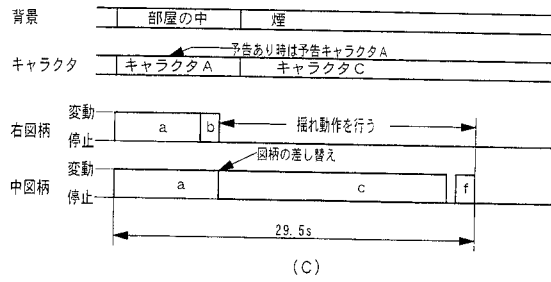 背景 部屋の中 煙
予告あり時は予告キャラクタA
キャラクタ キャラクタA キャラクタC
変動
右図柄 a b 揺れ動作を行う
停止
図柄の差し替え
変動
中図柄 a c f
停止
29.5s
(C)